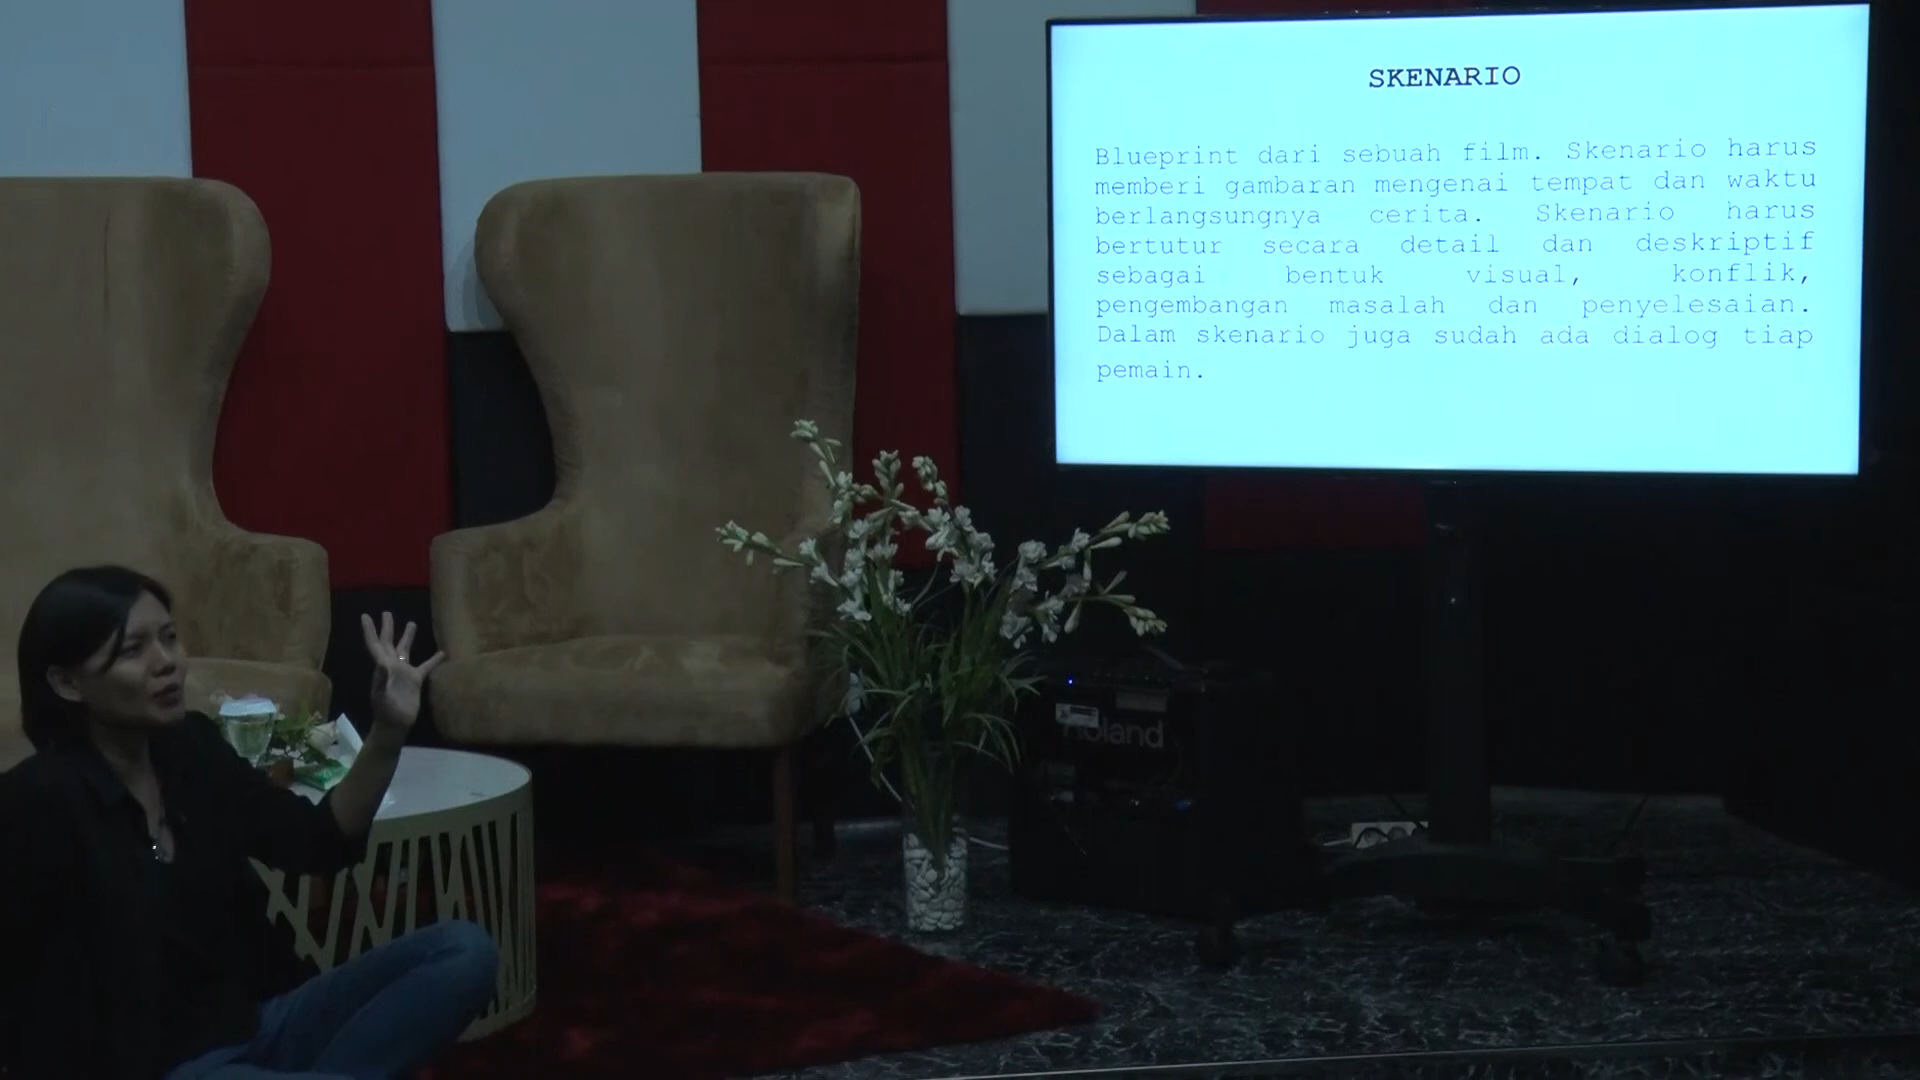 SKENARIO
Blueprint dari sebuah film. Skenario harus
memberi gambaran mengenai tempat dan waktu
berlangsungnya cerita. Skenario harus
bertutur secara detail dan deskriptif
sebagai bentuk visual, konflik,
pengembangan masalah dan penyelesaian.
Dalam skenario juga sudah ada dialog tiap
pemain.
Roland